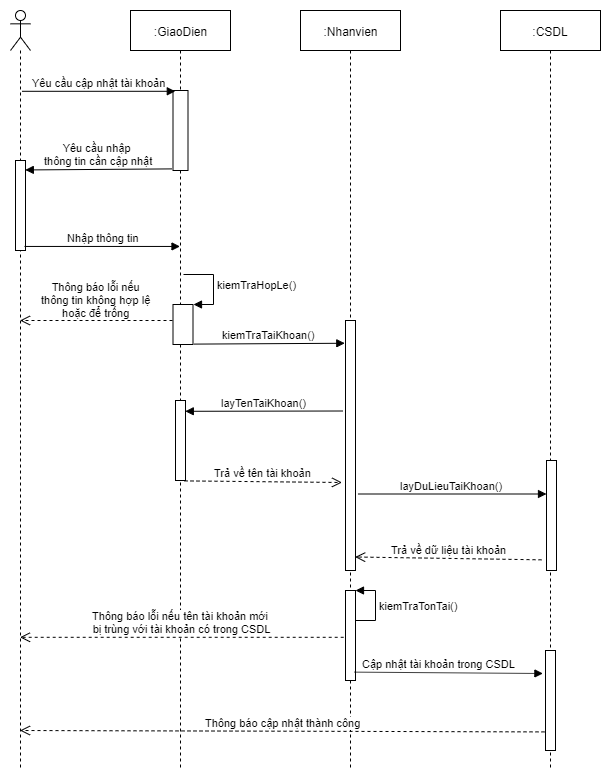 :GiaoDien
:Nhanvien
:CSDL
Yêu cầu cập nhật tài khoản
Yêu cầu nhập
thông tin cần cập nhật
Nhập thông tin
kiemTraHopLe()
Thông báo lỗi nếu
thông tin không hợp lệ
hoặc để trống
kiemTraTaiKhoan()
layTenTaiKhoan()
Trả về tên tài khoản
layDuLieuTaiKhoan()
Trả về dữ liệu tài khoản
kiemTraTonTai()
Thông báo lỗi nếu tên tài khoản mới
bị trùng với tài khoản có trong CSDL
Cập nhật tài khoản trong CSDL
Thông báo cập nhật thành công